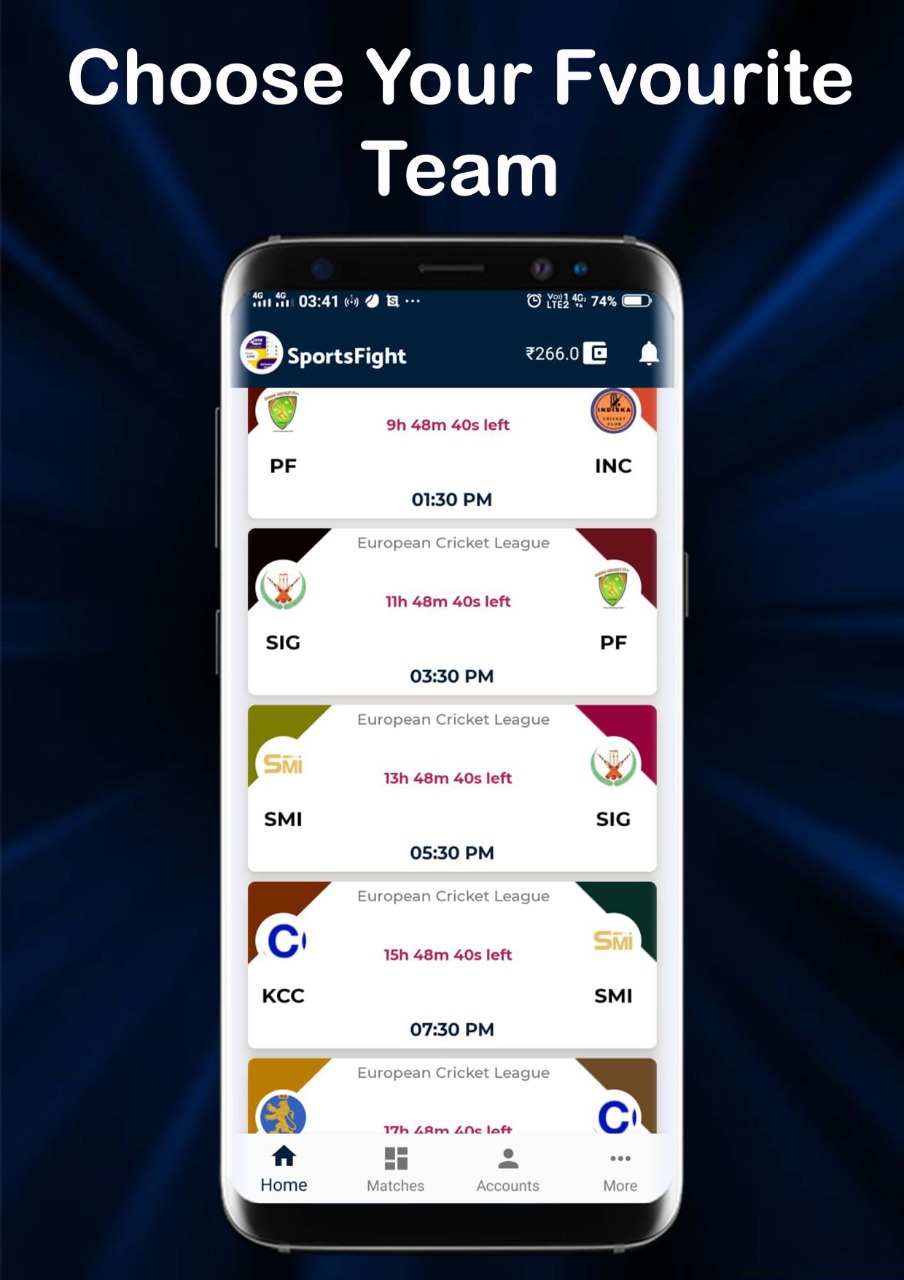 Choose Your Fvourite
Team
4G 4G 03:41 74%
SportsFight ₹266.0
INDISKA
CRICKET
CLUB
9h 48m 40s left
PF INC
01:30 PM
European Cricket League
11h 48m 40s left
SIG PF
03:30 PM
European Cricket League
SMI
13h 48m 40s left
SMI SIG
05:30 PM
European Cricket League
C SMI
15h 48m 40s left
KCC SMI
07:30 PM
European Cricket League
C
17h 48m 40s left
Home Matches Accounts More